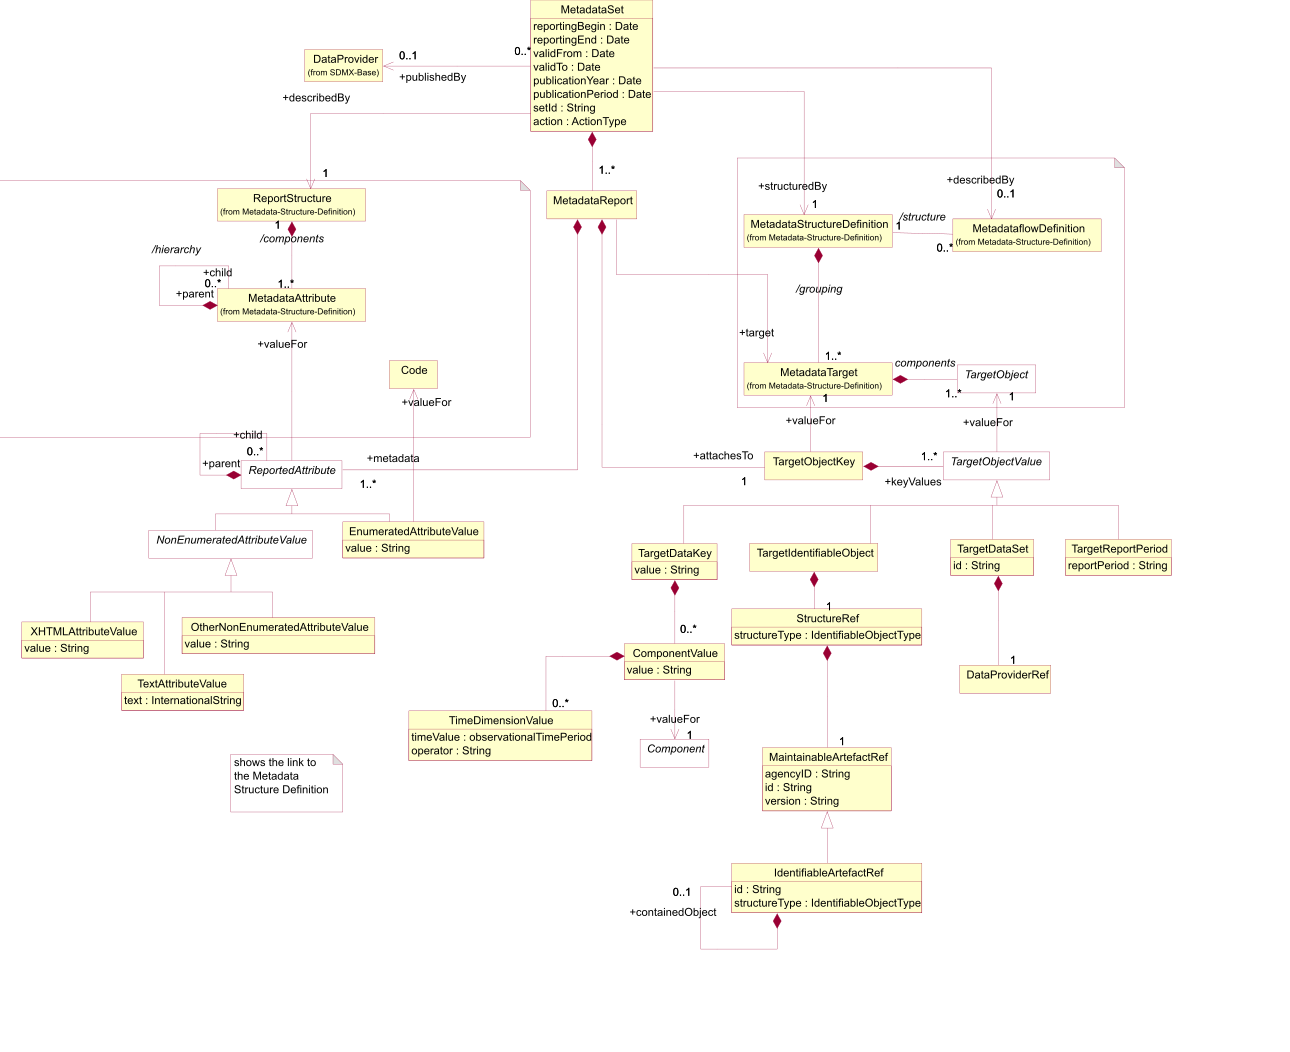 MetadataSet
reportingBegin : Date
reportingEnd : Date
validFrom : Date
validTo : Date
publicationYear : Date
publicationPeriod : Date
setId : String
action : ActionType
DataProvider
(from SDMX-Base)
0..1
0..*
+publishedBy
+describedBy
1
1..*
ReportStructure
(from Metadata-Structure-Definition)
1
/components
MetadataReport
+structuredBy
1
+describedBy
0..1
MetadataStructureDefinition
(from Metadata-Structure-Definition)
/structure
1
0..*
MetadataflowDefinition
(from Metadata-Structure-Definition)
/hierarchy
+child
0..*
+parent
1..*
MetadataAttribute
(from Metadata-Structure-Definition)
/grouping
+target
1..*
+valueFor
MetadataTarget
(from Metadata-Structure-Definition)
1
components
1..*
TargetObject
1
Code
+valueFor
+valueFor
+valueFor
+child
0..*
+parent
ReportedAttribute
+metadata
1..*
+attachesTo
1
TargetObjectKey
1..*
+keyValues
TargetObjectValue
NonEnumeratedAttributeValue
EnumeratedAttributeValue
value : String
TargetDataKey
value : String
TargetIdentifiableObject
TargetDataSet
id : String
TargetReportPeriod
reportPeriod : String
XHTMLAttributeValue
value : String
OtherNonEnumeratedAttributeValue
value : String
TextAttributeValue
text : InternationalString
0..*
1
StructureRef
structureType : IdentifiableObjectType
ComponentValue
value : String
1
DataProviderRef
0..*
TimeDimensionValue
timeValue : observationalTimePeriod
operator : String
+valueFor
1
Component
1
MaintainableArtefactRef
agencyID : String
id : String
version : String
shows the link to
the Metadata
Structure Definition
IdentifiableArtefactRef
id : String
structureType : IdentifiableObjectType
0..1
+containedObject